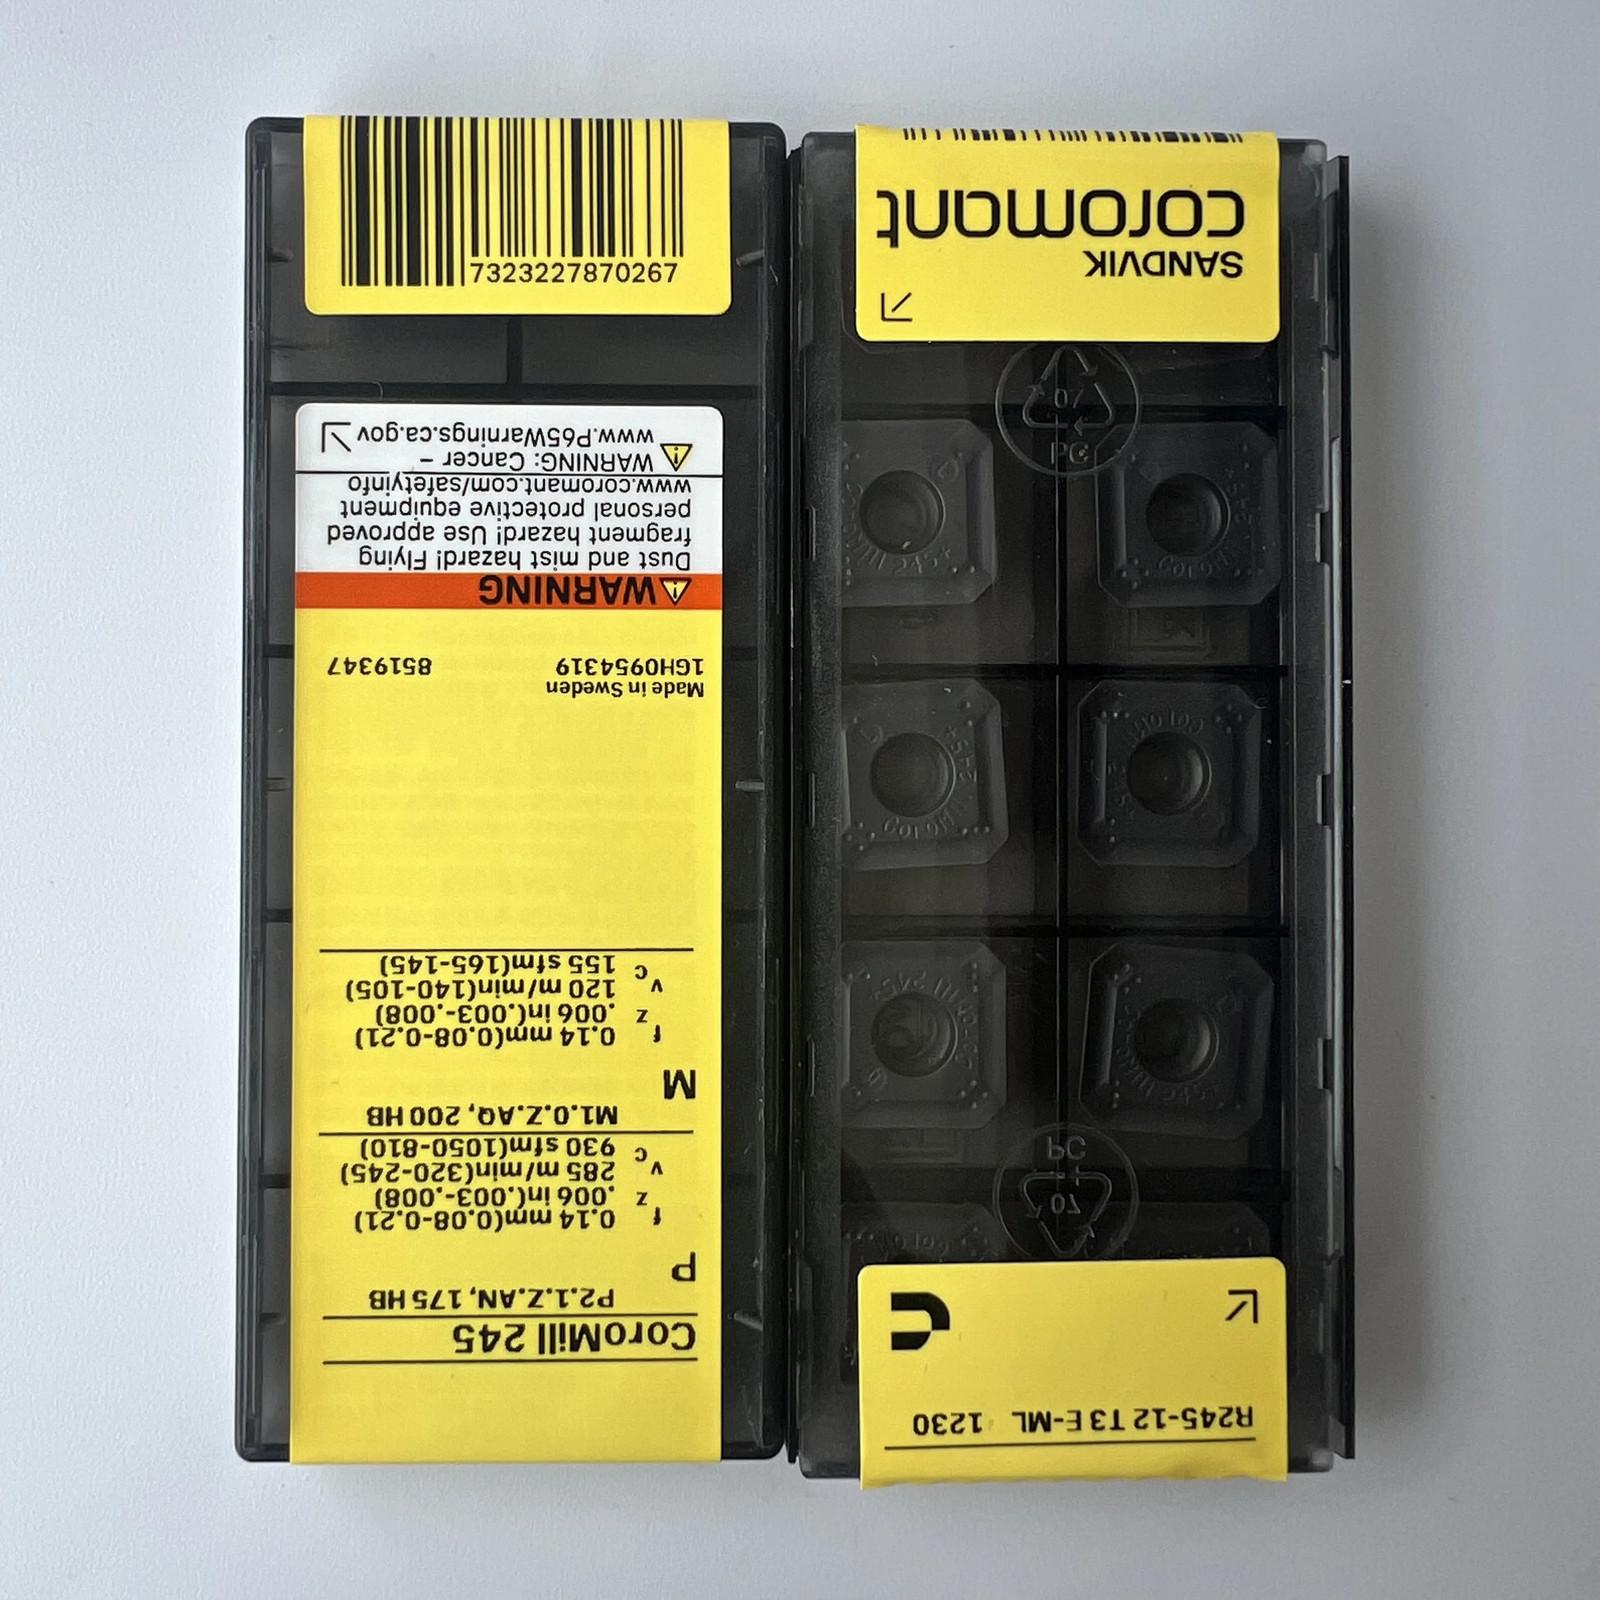 7323227870267
CoroMill 245
P2.1.Z.AN, 175 HB
P
f z 0.14 mm(0.08-0.21)
.006 in(.003-.008)
v c 285 m/min(320-245)
930 sfm(1050-810)
M1.0.Z.AQ, 200 HB
M
f z 0.14 mm(0.08-0.21)
.006 in(.003-.008)
v c 120 m/min(140-105)
155 sfm(165-145)
Made in Sweden
1GH0954319 8519347
WARNING
Dust and mist hazard! Flying
fragment hazard! Use approved
personal protective equipment
www.coromant.com/safetyinfo
WARNING: Cancer –
www.P65Warnings.ca.gov
R245-12 T3 E-ML 1230
07
PC
07
PC
SANDVIK
coromant